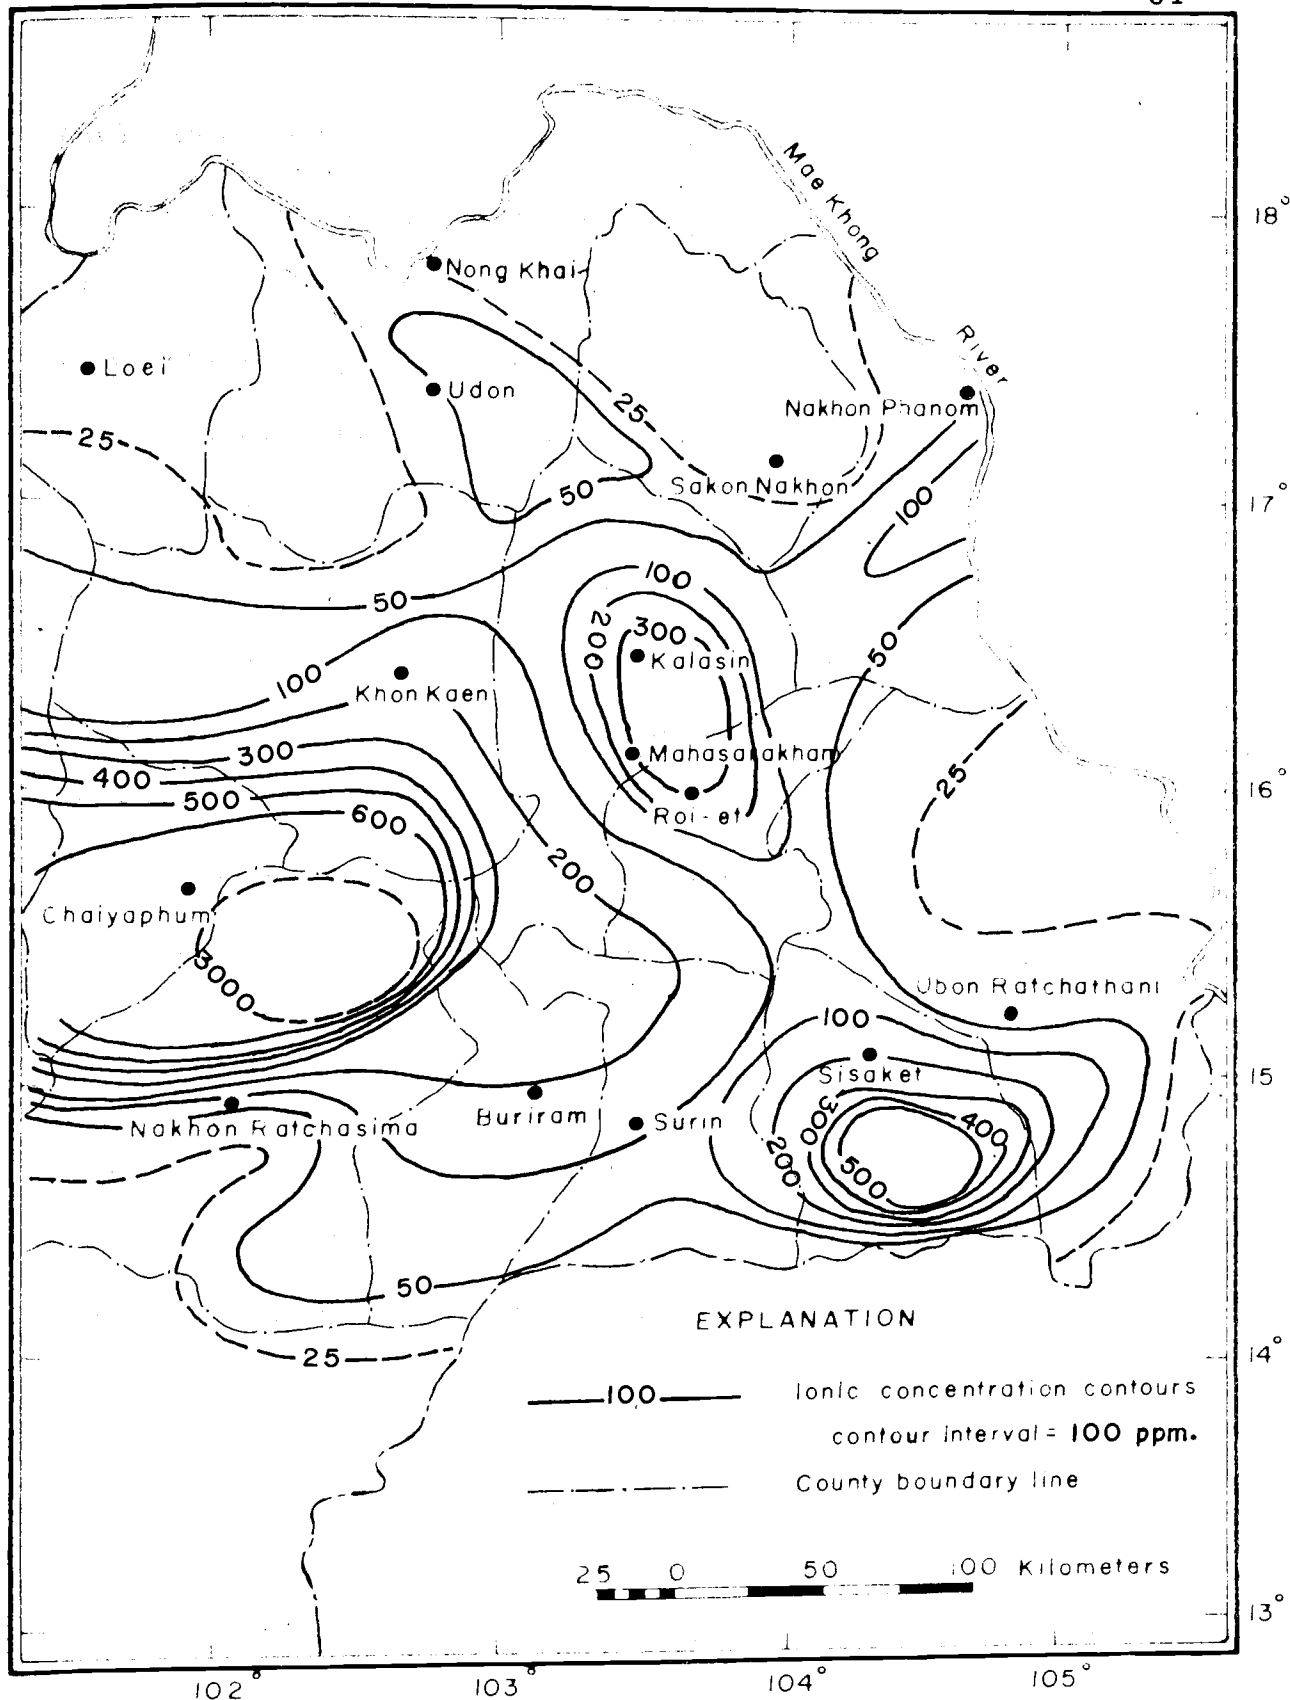 Mae Khong
18°
Nong Khai
River
Loei
Udon
25
Nakhon Phanom
25
Sakon Nakhon
50
100
17°
100
50
200
300
50
Kalasin
100
Khon Kaen
300
Mahasarakham
400
25
16°
500
600
Roi-et
200
Chaiyaphum
3000
Ubon Ratchathani
100
Sisaket
15°
Nakhon Ratchasima
Buriram
Surin
300
400
200
500
50
EXPLANATION
25
14°
100 Ionic concentration contours
contour interval = 100 ppm.
County boundary line
25 0 50 100 Kilometers
13°
102° 103° 104° 105°